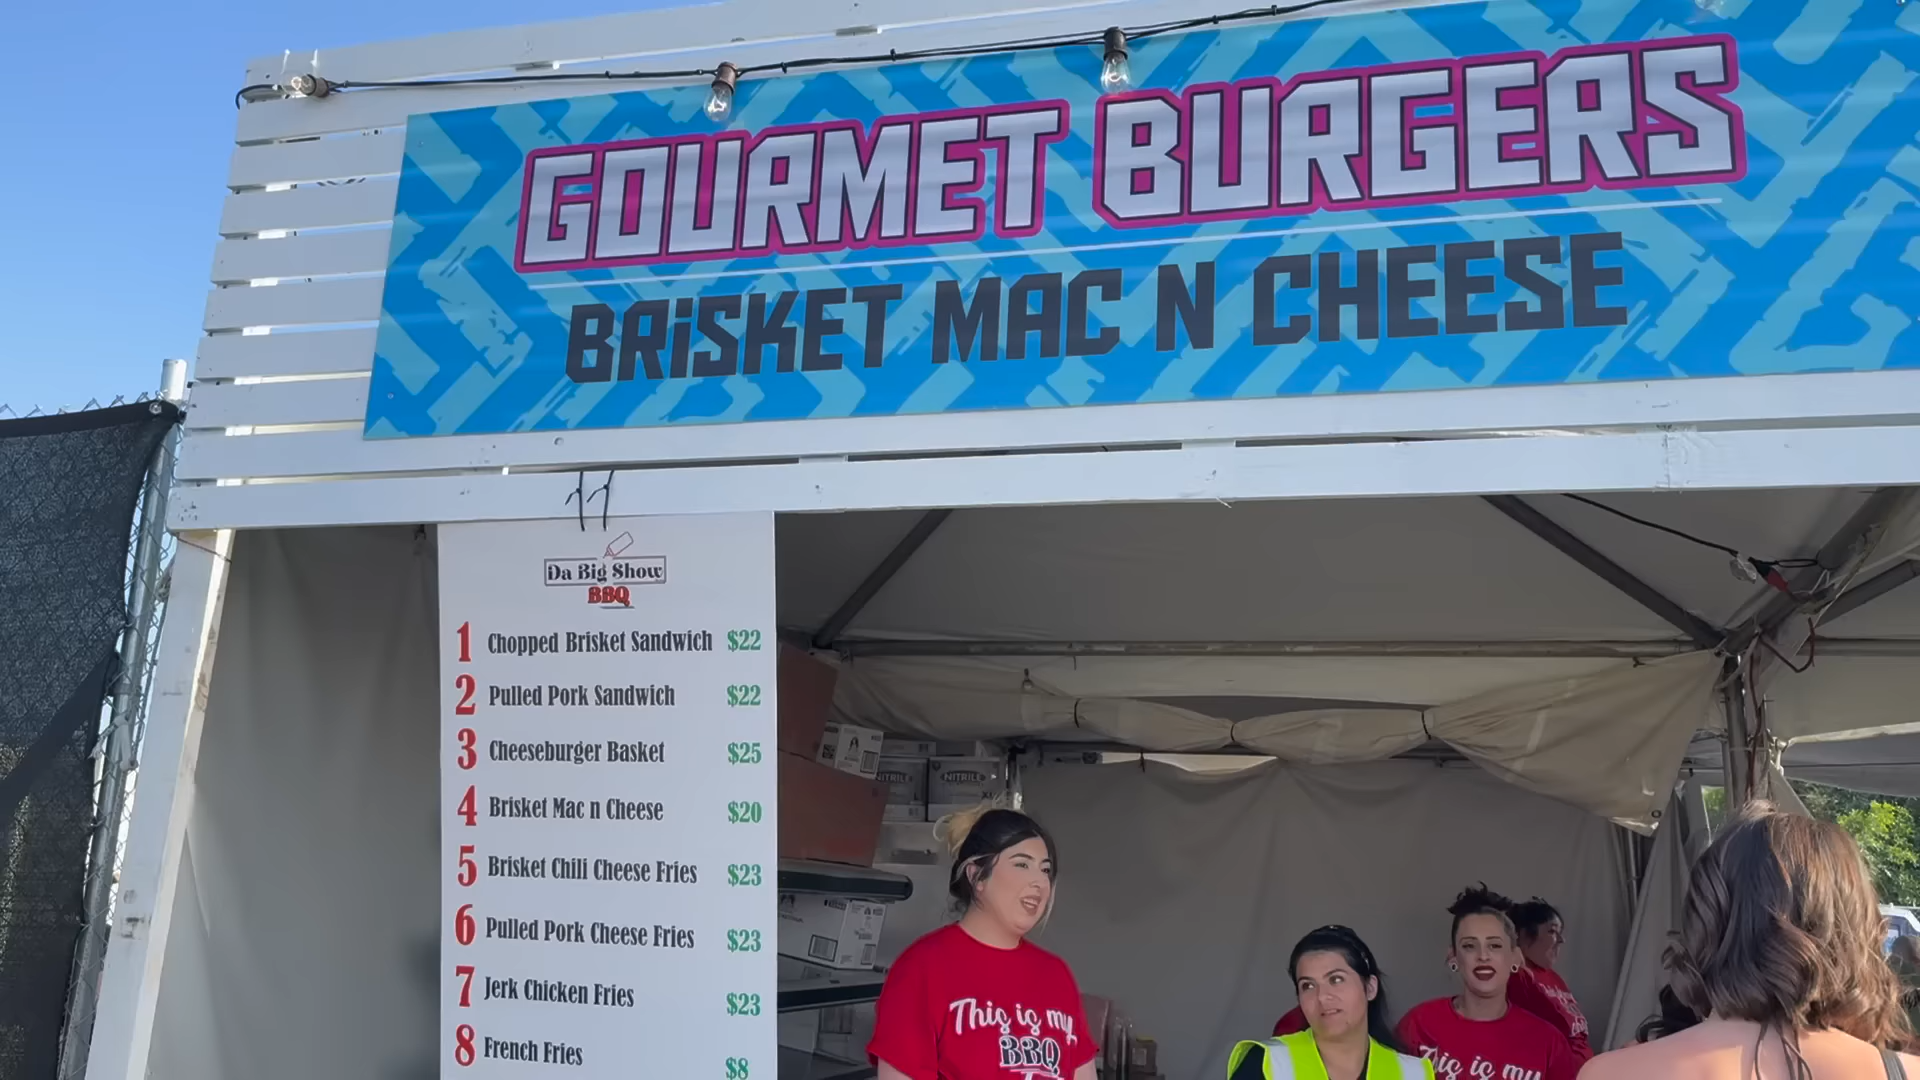 GOURMET BURGERS
BRiSKET MAC N CHEESE
Da Big Show
BBQ
1 Chopped Brisket Sandwich $22
2 Pulled Pork Sandwich $22
3 Cheeseburger Basket $25
4 Brisket Mac n Cheese $20
5 Brisket Chili Cheese Fries $23
6 Pulled Pork Cheese Fries $23
7 Jerk Chicken Fries $23
8 French Fries $8
NITRILE
NITRILE
This is my
BBQ
This is my